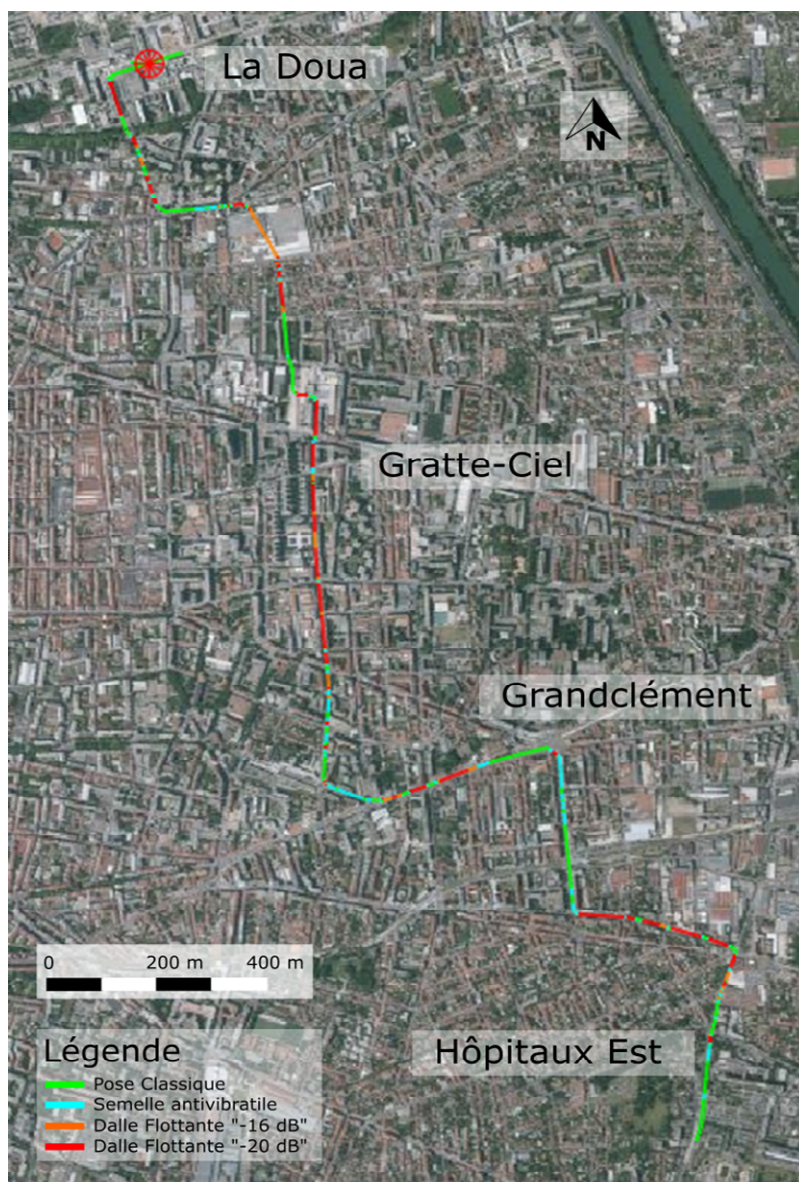 La Doua
N
Gratte-Ciel
Grandclément
0 200 m 400 m
Hôpitaux Est
Légende
Pose Classique
Semelle antivibratile
Dalle Flottante "-16 dB"
Dalle Flottante "-20 dB"